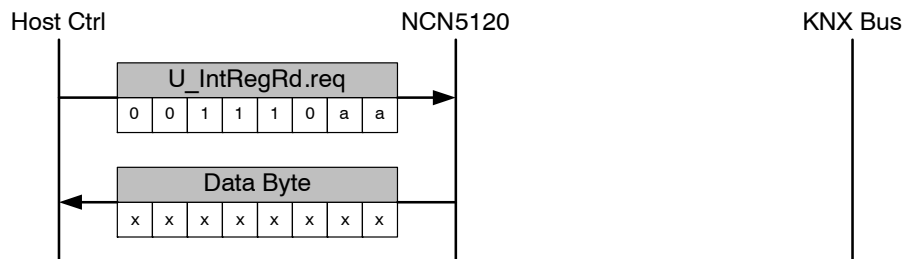 Host Ctrl NCN5120 KNX Bus
U_IntRegRd.req
0 0 1 1 1 0 a a
Data Byte
x x x x x x x x